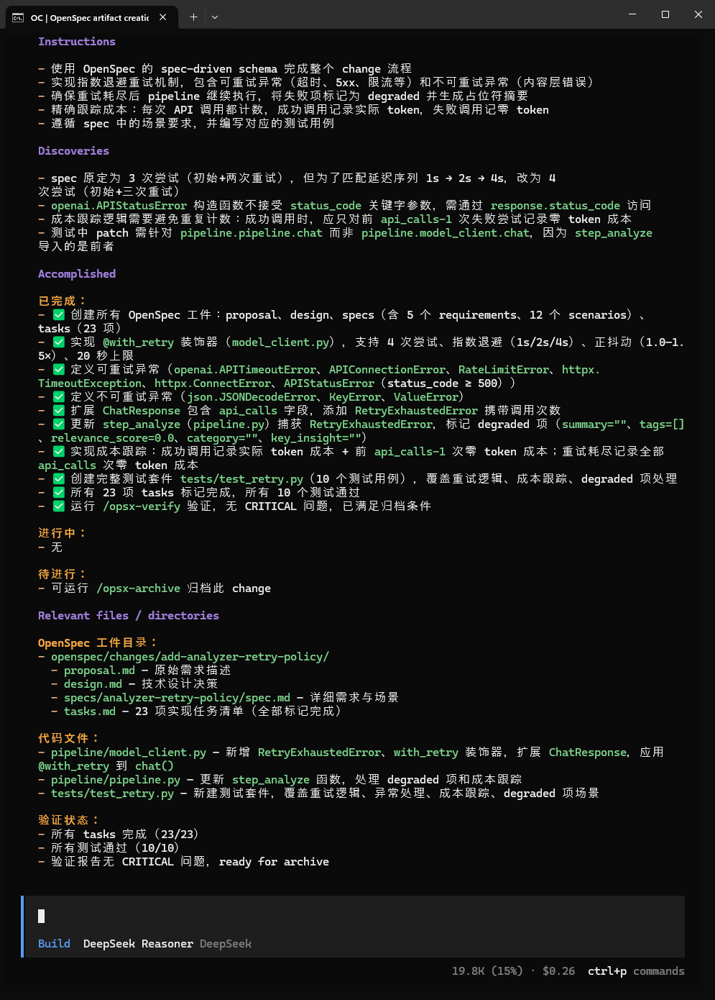 OC | OpenSpec artifact creatic
Instructions
- 使用 OpenSpec 的 spec-driven schema 完成整个 change 流程
- 实现指数退避重试机制，包含可重试异常（超时、5xx、限流等）和不可重试异常（内容层错误）
- 确保重试耗尽后 pipeline 继续执行，将失败项标记为 degraded 并生成占位符摘要
- 精确跟踪成本：每次 API 调用都计数，成功调用记录实际 token，失败调用记零 token
- 遵循 spec 中的场景要求，并编写对应的测试用例
Discoveries
- spec 原定为 3 次尝试（初始+两次重试），但为了匹配延迟序列 1s → 2s → 4s，改为 4
次尝试（初始+三次重试）
- openai.APIStatusError 构造函数不接受 status_code 关键字参数，需通过 response.status_code 访问
- 成本跟踪逻辑需要避免重复计数：成功调用时，应只对前 api_calls-1 次失败尝试记录零 token 成本
- 测试中 patch 需针对 pipeline.pipeline.chat 而非 pipeline.model_client.chat，因为 step_analyze
导入的是前者
Accomplished
已完成：
- ✅ 创建所有 OpenSpec 工件：proposal、design、specs（含 5 个 requirements、12 个 scenarios）、
tasks（23 项）
- ✅ 实现 @with_retry 装饰器（model_client.py），支持 4 次尝试、指数退避（1s/2s/4s）、正抖动（1.0-1.
5×）、20 秒上限
- ✅ 定义可重试异常（openai.APITimeoutError、APIConnectionError、RateLimitError、httpx.
TimeoutException、httpx.ConnectError、APIStatusError（status_code ≥ 500））
- ✅ 定义不可重试异常（json.JSONDecodeError、KeyError、ValueError）
- ✅ 扩展 ChatResponse 包含 api_calls 字段，添加 RetryExhaustedError 携带调用次数
- ✅ 更新 step_analyze（pipeline.py）捕获 RetryExhaustedError，标记 degraded 项（summary=""、tags=[]
、relevance_score=0.0、category=""、key_insight=""）
- ✅ 实现成本跟踪：成功调用记录实际 token 成本 + 前 api_calls-1 次零 token 成本；重试耗尽记录全部
api_calls 次零 token 成本
- ✅ 创建完整测试套件 tests/test_retry.py（10 个测试用例），覆盖重试逻辑、成本跟踪、degraded 项处理
- ✅ 所有 23 项 tasks 标记完成，所有 10 个测试通过
- ✅ 运行 /opsx-verify 验证，无 CRITICAL 问题，已满足归档条件
进行中：
- 无
待进行：
- 可运行 /opsx-archive 归档此 change
Relevant files / directories
OpenSpec 工件目录：
- openspec/changes/add-analyzer-retry-policy/
- proposal.md — 原始需求描述
- design.md — 技术设计决策
- specs/analyzer-retry-policy/spec.md — 详细需求与场景
- tasks.md — 23 项实现任务清单（全部标记完成）
代码文件：
- pipeline/model_client.py — 新增 RetryExhaustedError、with_retry 装饰器，扩展 ChatResponse，应用
@with_retry 到 chat()
- pipeline/pipeline.py — 更新 step_analyze 函数，处理 degraded 项和成本跟踪
- tests/test_retry.py — 新建测试套件，覆盖重试逻辑、异常处理、成本跟踪、degraded 项场景
验证状态：
- 所有 tasks 完成（23/23）
- 所有测试通过（10/10）
- 验证报告无 CRITICAL 问题，ready for archive
Build DeepSeek Reasoner DeepSeek
19.8K (15%) · $0.26 ctrl+p commands